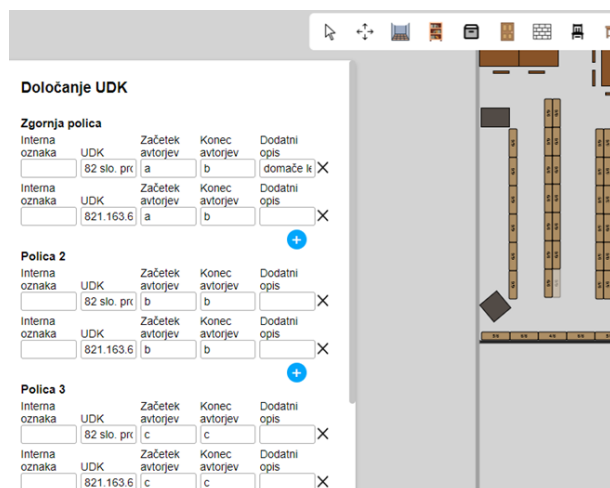 Določanje UDK
Zgornja polica
Interna oznaka UDK Začetek avtorjev Konec avtorjev Dodatni opis
82 slo. pro a b domače le
Interna oznaka UDK Začetek avtorjev Konec avtorjev Dodatni opis
821.163.6 a b
Polica 2
Interna oznaka UDK Začetek avtorjev Konec avtorjev Dodatni opis
82 slo. pro b b
Interna oznaka UDK Začetek avtorjev Konec avtorjev Dodatni opis
821.163.6 b b
Polica 3
Interna oznaka UDK Začetek avtorjev Konec avtorjev Dodatni opis
82 slo. pro c c
Interna oznaka UDK Začetek avtorjev Konec avtorjev Dodatni opis
821.163.6 c c